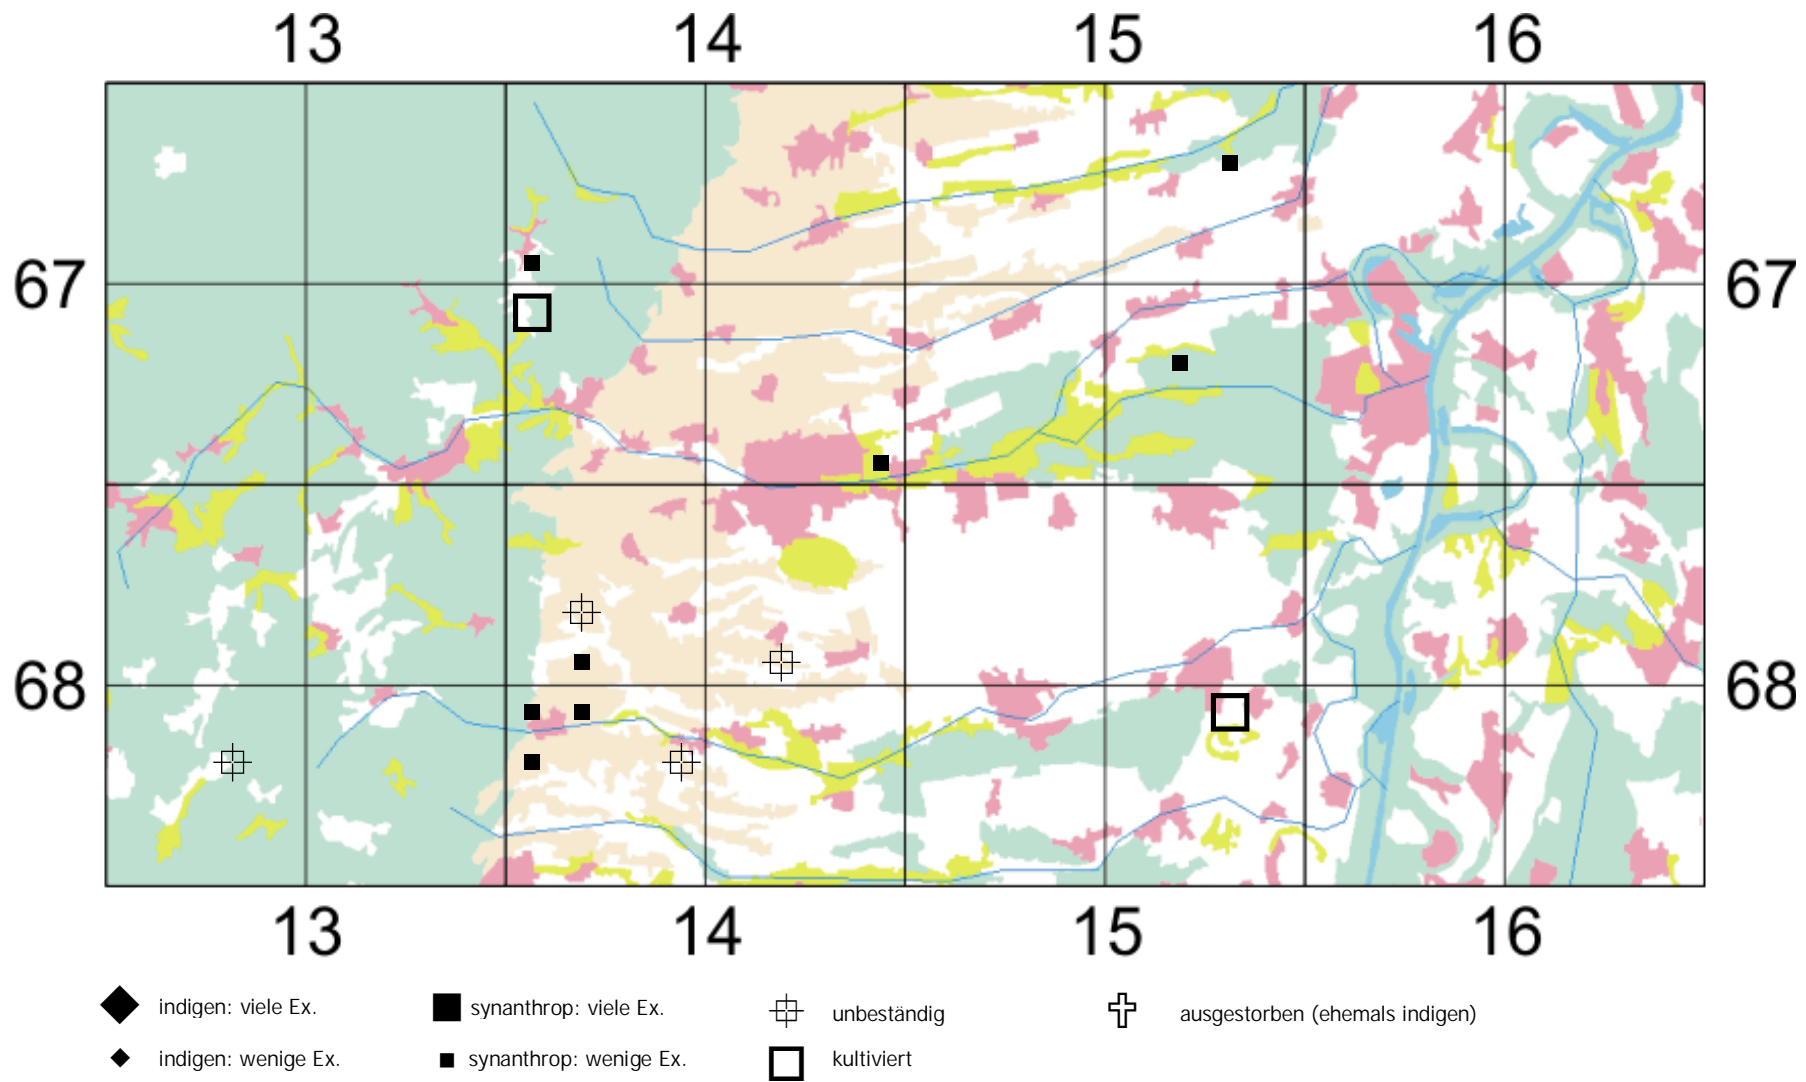 13 14 15 16
67 67
68 68
13 14 15 16
indigen: viele Ex. synanthrop: viele Ex. unbeständig ausgestorben (ehemals indigen)
indigen: wenige Ex. synanthrop: wenige Ex. kultiviert